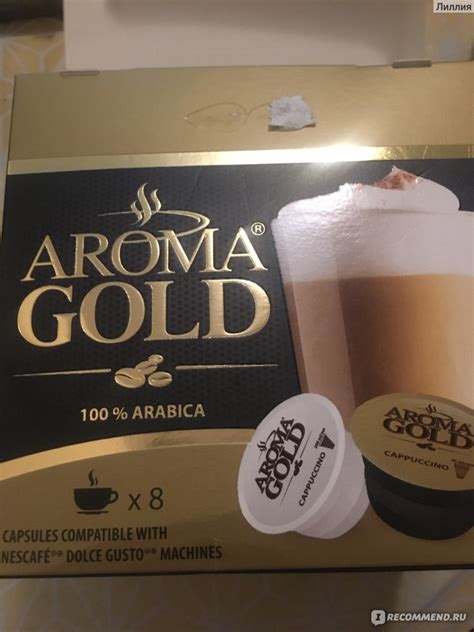 Лиллия
AROMA
GOLD®
100 % ARABICA
x 8
CAPSULES COMPATIBLE WITH
NESCAFÉ®* DOLCE GUSTO®* MACHINES
AROMA
GOLD
CAPPUCCINO
AROMA
GOLD
CAPPUCCINO
I RECOMMEND.RU